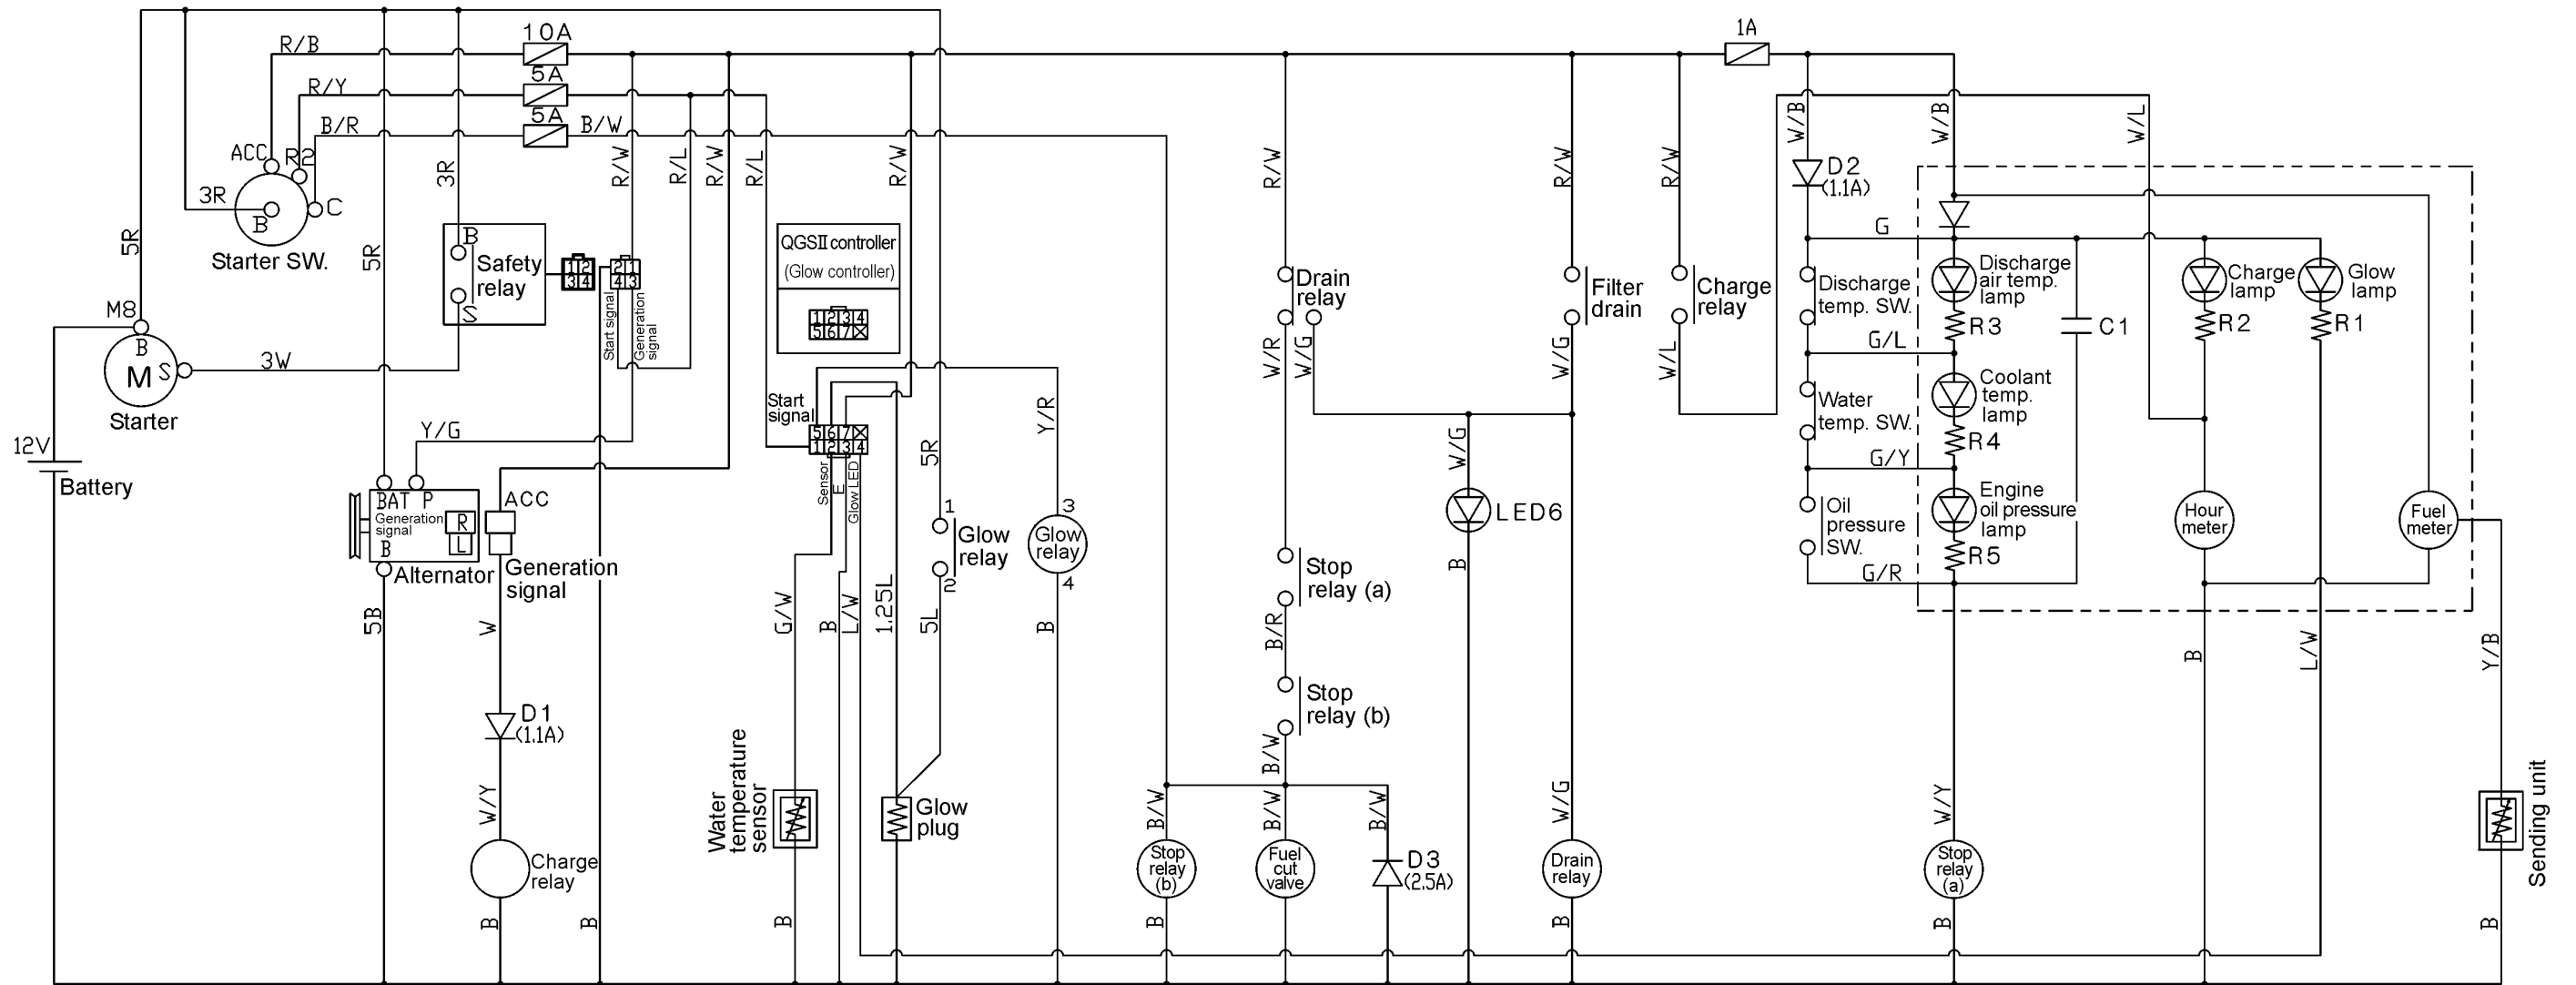 R/B
10A
1A
R/Y
5A
B/R
5A
B/W
ACC
R2
3R
B
C
Starter SW.
5R
5R
3R
R/W
R/L
R/W
R/L
R/W
R/W
R/W
R/W
W/B
W/B
W/L
D2
(1.1A)
B
Safety
relay
S
1 2
3 4
2 1
4 3
Start signal
Generation
signal
QGSII controller
(Glow controller)
1 2 3 4
5 6 7
M8
B
M
S
Starter
3W
12V
Battery
Y/G
BAT
P
Generation
signal
R
L
B
Alternator
5B
ACC
Generation
signal
W
D1
(1.1A)
W/Y
Charge
relay
B
B
Start
signal
5 6 7
1 2 3 4
Sensor
E
Glow LED
G/W
B
L/W
1.25L
Water
temperature
sensor
B
Glow
plug
5R
1
Glow
relay
2
5L
Y/R
3
Glow
relay
4
B
Drain
relay
W/R
W/G
Stop
relay (a)
B/R
Stop
relay (b)
B/W
B/W
B/W
B/W
Stop
relay
(b)
B
Fuel
cut
valve
D3
(2.5A)
W/G
LED6
B
Filter
drain
W/G
W/G
Drain
relay
B
Charge
relay
W/L
G
Discharge
temp. SW.
G/L
Water
temp. SW.
G/Y
Oil
pressure
SW.
G/R
Discharge
air temp.
lamp
R3
Coolant
temp.
lamp
R4
Engine
oil pressure
lamp
R5
C1
W/Y
Stop
relay
(a)
B
Charge
lamp
R2
Glow
lamp
R1
Hour
meter
Fuel
meter
B
L/W
Y/B
Sending unit
B